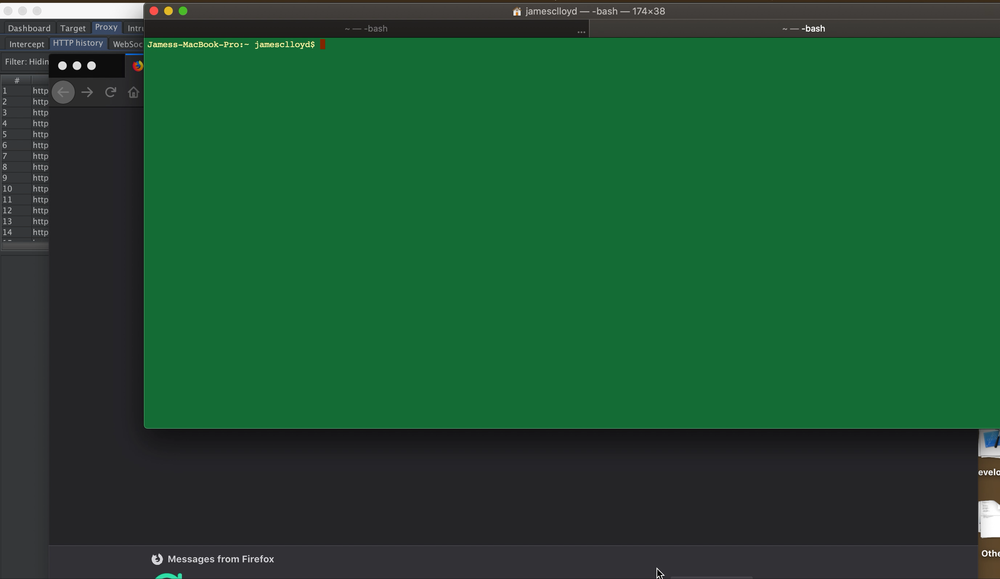 jamesclloyd — -bash — 174×38
Dashboard Target Proxy Intru
~ — -bash ... ~ — -bash
Intercept HTTP history WebSoc
Jamess-MacBook-Pro:~ jamesclloyd$
Filter: Hidin
#
1 http
2 http
3 http
4 http
5 http
6 http
7 http
8 http
9 http
10 http
11 http
12 http
13 http
14 http
evelo
Othe
Messages from Firefox